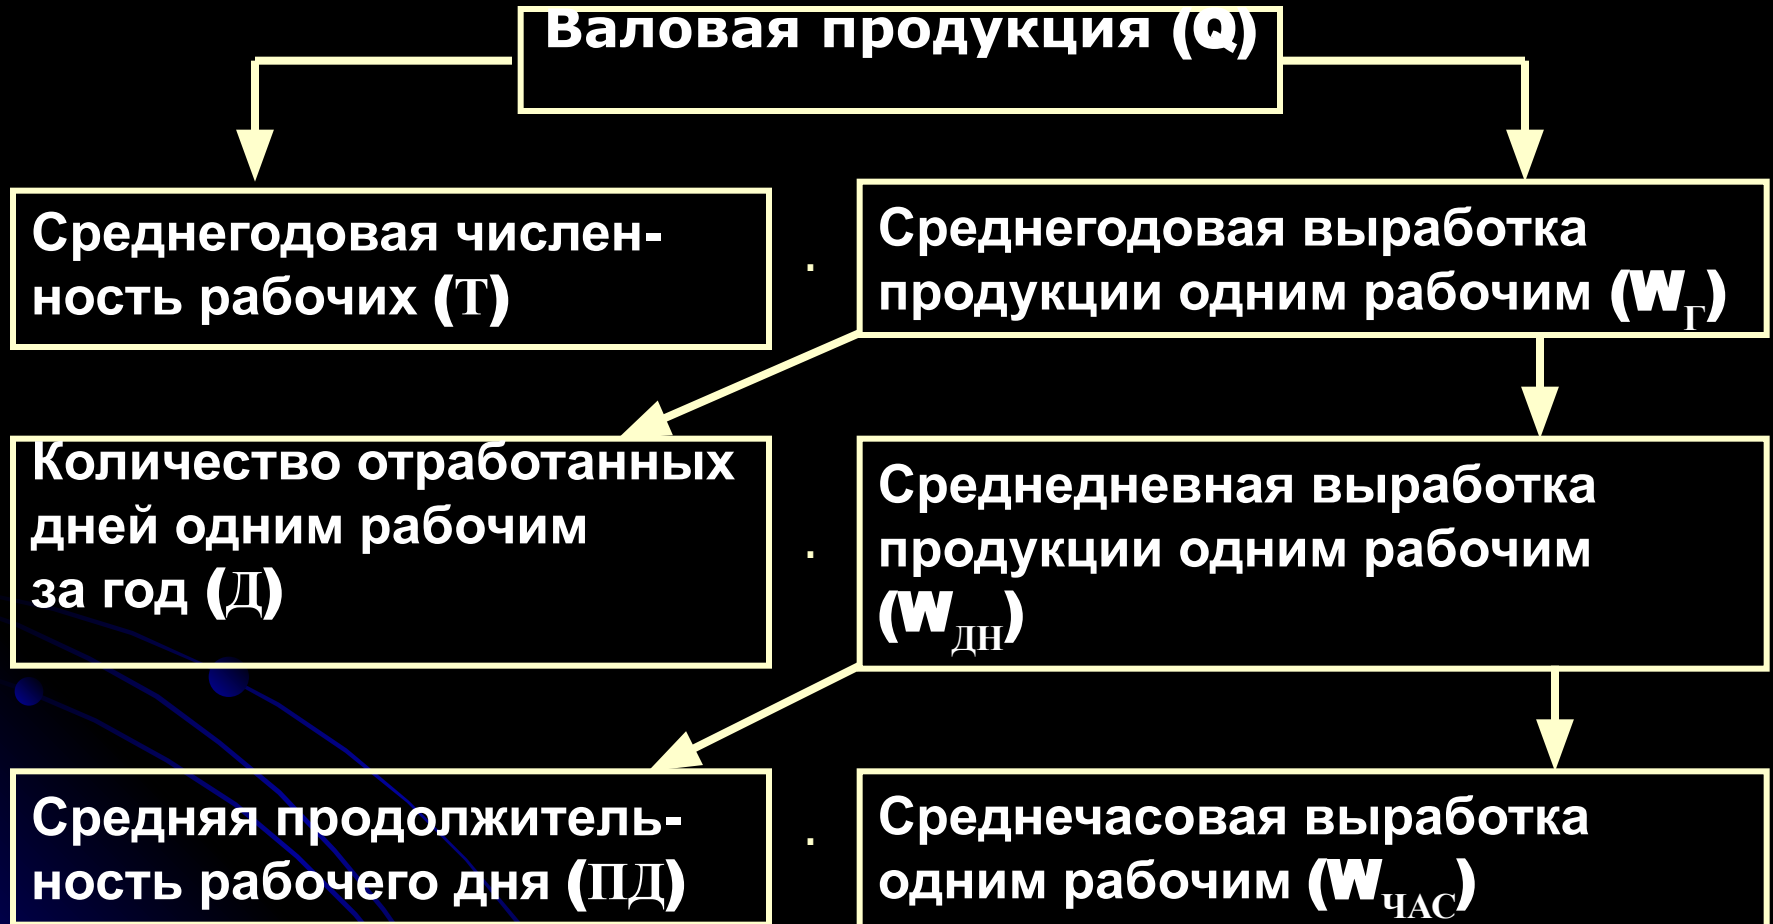 Валовая продукция (Q)
Среднегодовая числен-
ность рабочих (Т)
.
Среднегодовая выработка
продукции одним рабочим (WГ)
Количество отработанных
дней одним рабочим
за год (Д)
.
Среднедневная выработка
продукции одним рабочим
(WДН)
Средняя продолжитель-
ность рабочего дня (ПД)
.
Среднечасовая выработка
одним рабочим (WЧАС)